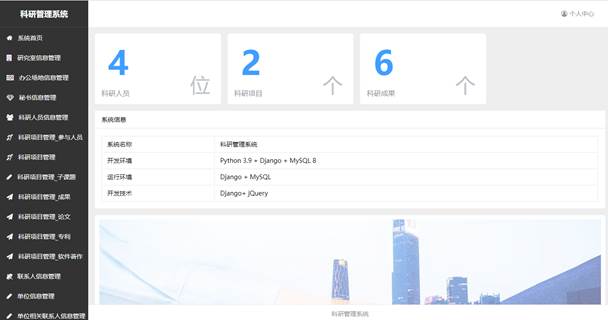 科研管理系统
个人中心
系统首页
研究室信息管理
办公场地信息管理
秘书信息管理
科研人员信息管理
科研项目管理_参与人员
科研项目管理
科研项目管理_子课题
科研项目管理_成果
科研项目管理_论文
科研项目管理_专利
科研项目管理_软件著作
联系人信息管理
单位信息管理
单位相关联系人信息管理
4
科研人员
位
2
科研项目
个
6
科研成果
个
系统信息
系统名称 科研管理系统
开发环境 Python 3.9 + Django + MySQL 8
运行环境 Django + MySQL
开发技术 Django+ jQuery
科研管理系统